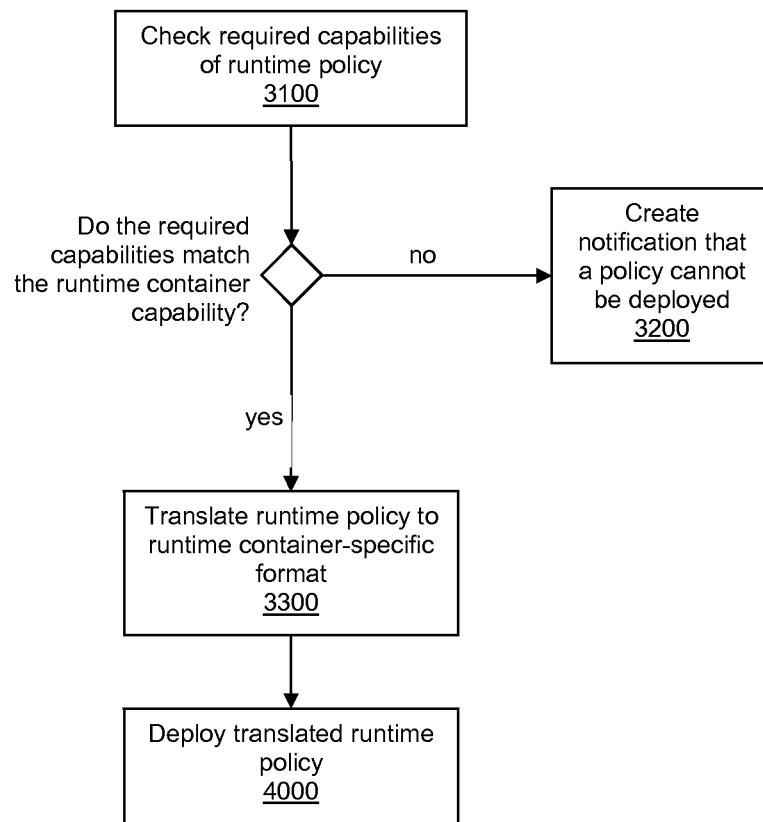 Check required capabilities
of runtime policy
3100
Do the required
capabilities match
the runtime container
capability?
no
Create
notification that
a policy cannot
be deployed
3200
yes
Translate runtime policy to
runtime container-specific
format
3300
Deploy translated runtime
policy
4000